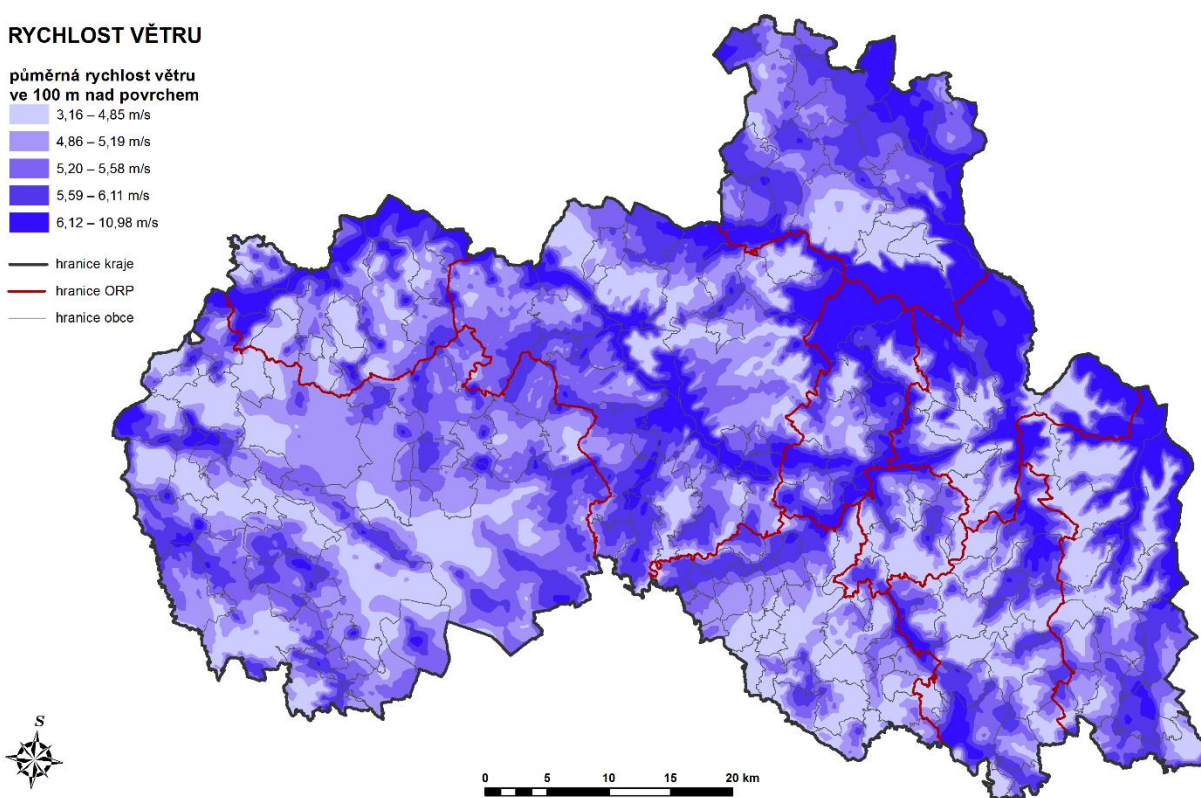 RYCHLOST VĚTRU
půměrná rychlost větru
ve 100 m nad povrchem
3,16 – 4,85 m/s
4,86 – 5,19 m/s
5,20 – 5,58 m/s
5,59 – 6,11 m/s
6,12 – 10,98 m/s
hranice kraje
hranice ORP
hranice obce
S
0 5 10 15 20 km